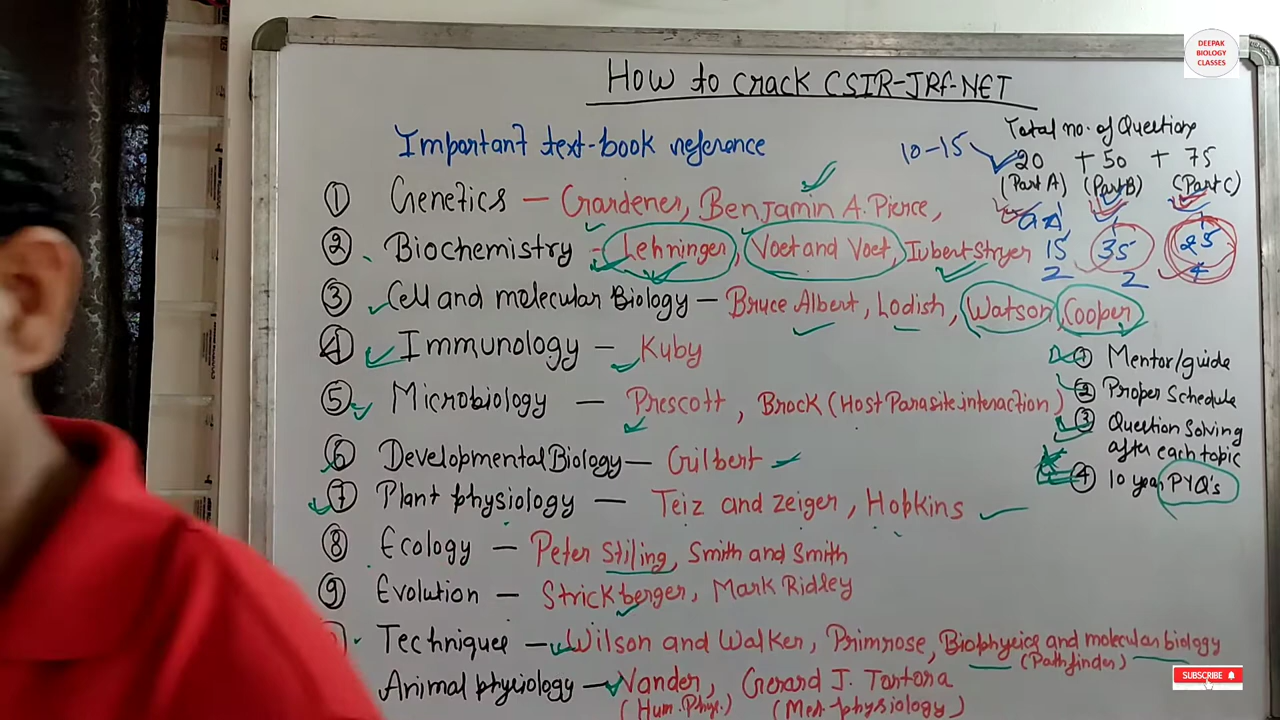 DEEPAK
BIOLOGY
CLASSES
How to crack CSIR-JRF-NET
Important text-book reference
Total no. of Questions
10-15 20 + 50 + 75
(Part A) (Part B) (Part C)
GA
15 35 25
2 2 4
① Genetics - Gardener, Benjamin A. Pierce,
② Biochemistry - Lehninger, Voet and Voet, Lubert Stryer
③ Cell and molecular Biology - Bruce Albert, Lodish, Watson, Cooper
④ Immunology - Kuby
⑤ Microbiology - Prescott, Brock (Host Parasite interaction)
⑥ Developmental Biology - Gilbert
⑦ Plant physiology - Teiz and zeiger, Hopkins
⑧ Ecology - Peter Stiling, Smith and Smith
⑨ Evolution - Strickberger, Mark Ridley
Techniques - Wilson and Walker, Primrose, Biophysics and molecular biology
(Pathfinder)
Animal physiology - Vander, Gerard J. Tortora
(Hum. Phys.) (Med-physiology)
① Mentor/guide
② Proper Schedule
③ Question Solving
after each topic
④ 10 year PYQ's
SUBSCRIBE